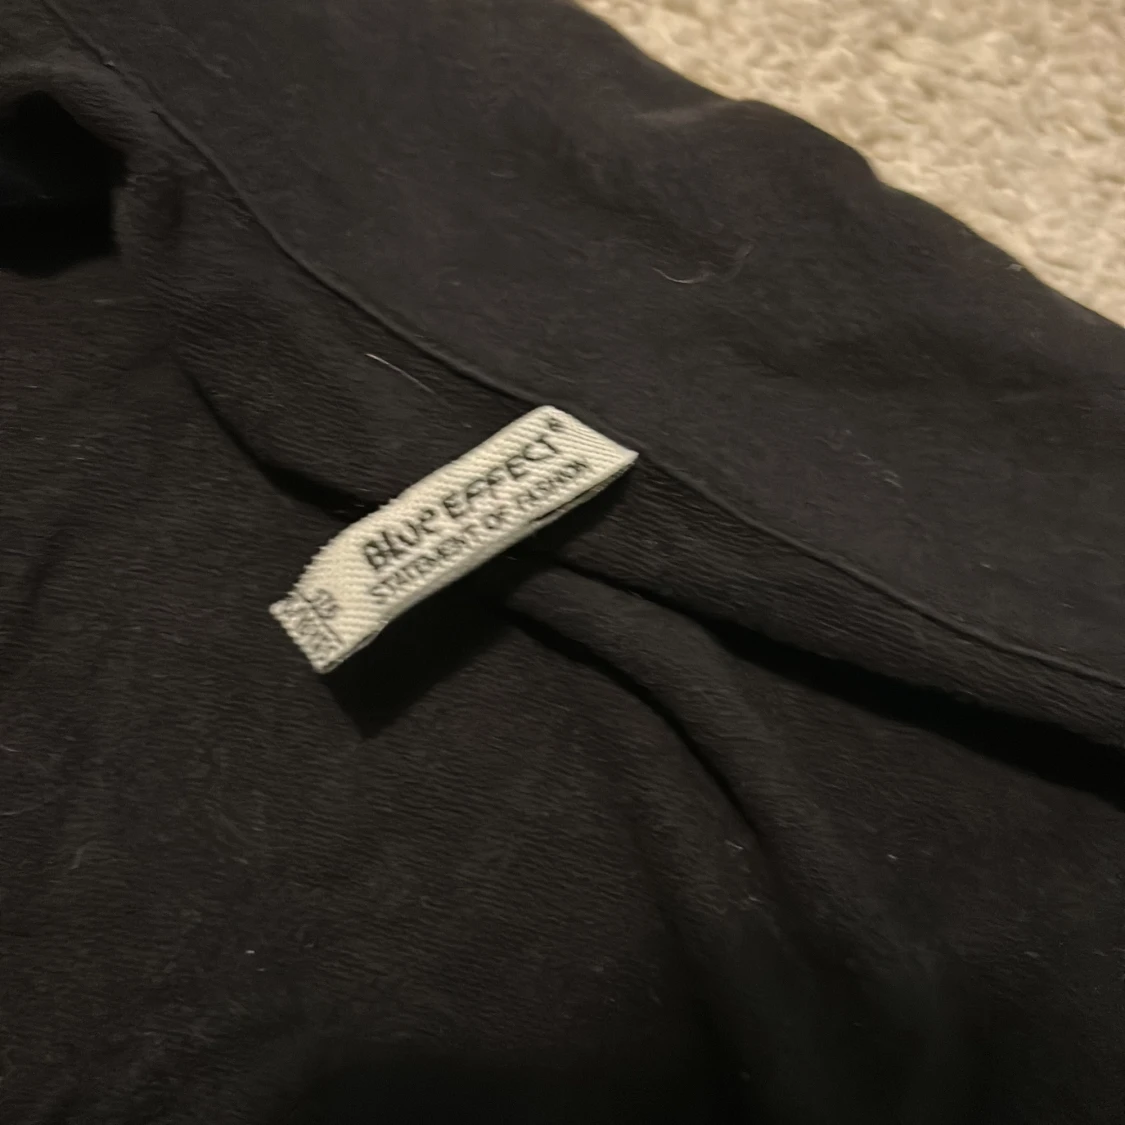 Blue EFFECT®
STATEMENT OF FASHION